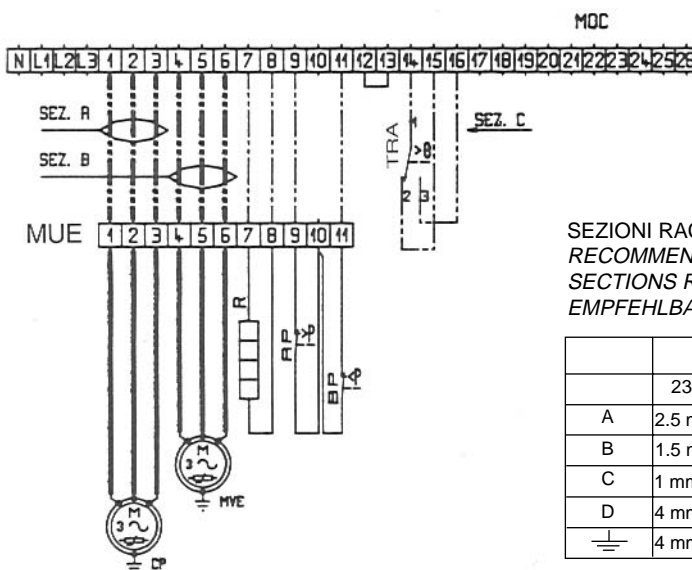 MOC
N L1 L2 L3 1 2 3 4 5 6 7 8 9 10 11 12 13 14 15 16 17 18 19 20 21 22 23 24 25 26
SEZ. A
SEZ. B
SEZ. C
TRA
1
>θ
2 3
MUE
1 2 3 4 5 6 7 8 9 10 11
R
AP
BP
M
3
MVE
M
3
CP
SEZIONI RAC
RECOMMEN
SECTIONS R
EMPFEHLBA
23
A 2.5 m
B 1.5 m
C 1 mm
D 4 mm
4 mm